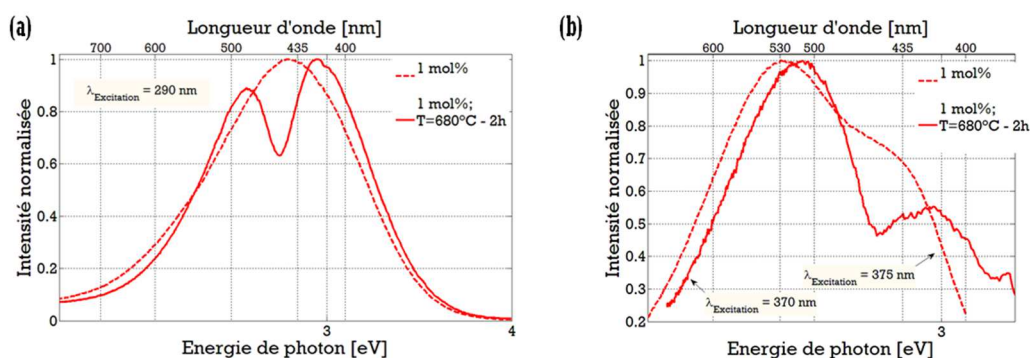 (a)
Longueur d'onde [nm]
700 600 500 435 400
1
0.8
0.6
0.4
0.2
0
Intensité normalisée
λExcitation = 290 nm
1 mol%
1 mol%;
T=680°C - 2h
3 4
Energie de photon [eV]
(b)
Longueur d'onde [nm]
600 530 500 435 400
1
0.9
0.8
0.7
0.6
0.5
0.4
0.3
0.2
Intensité normalisée
1 mol%
1 mol%;
T=680°C - 2h
λExcitation = 375 nm
λExcitation = 370 nm
3
Energie de photon [eV]